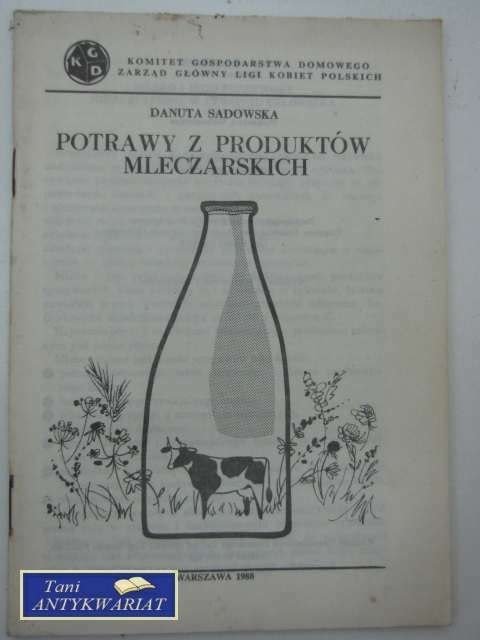 KGD
KOMITET GOSPODARSTWA DOMOWEGO
ZARZĄD GŁÓWNY LIGI KOBIET POLSKICH
DANUTA SADOWSKA
POTRAWY Z PRODUKTÓW
MLECZARSKICH
WARSZAWA 1988
Tani
ANTYKWARIAT